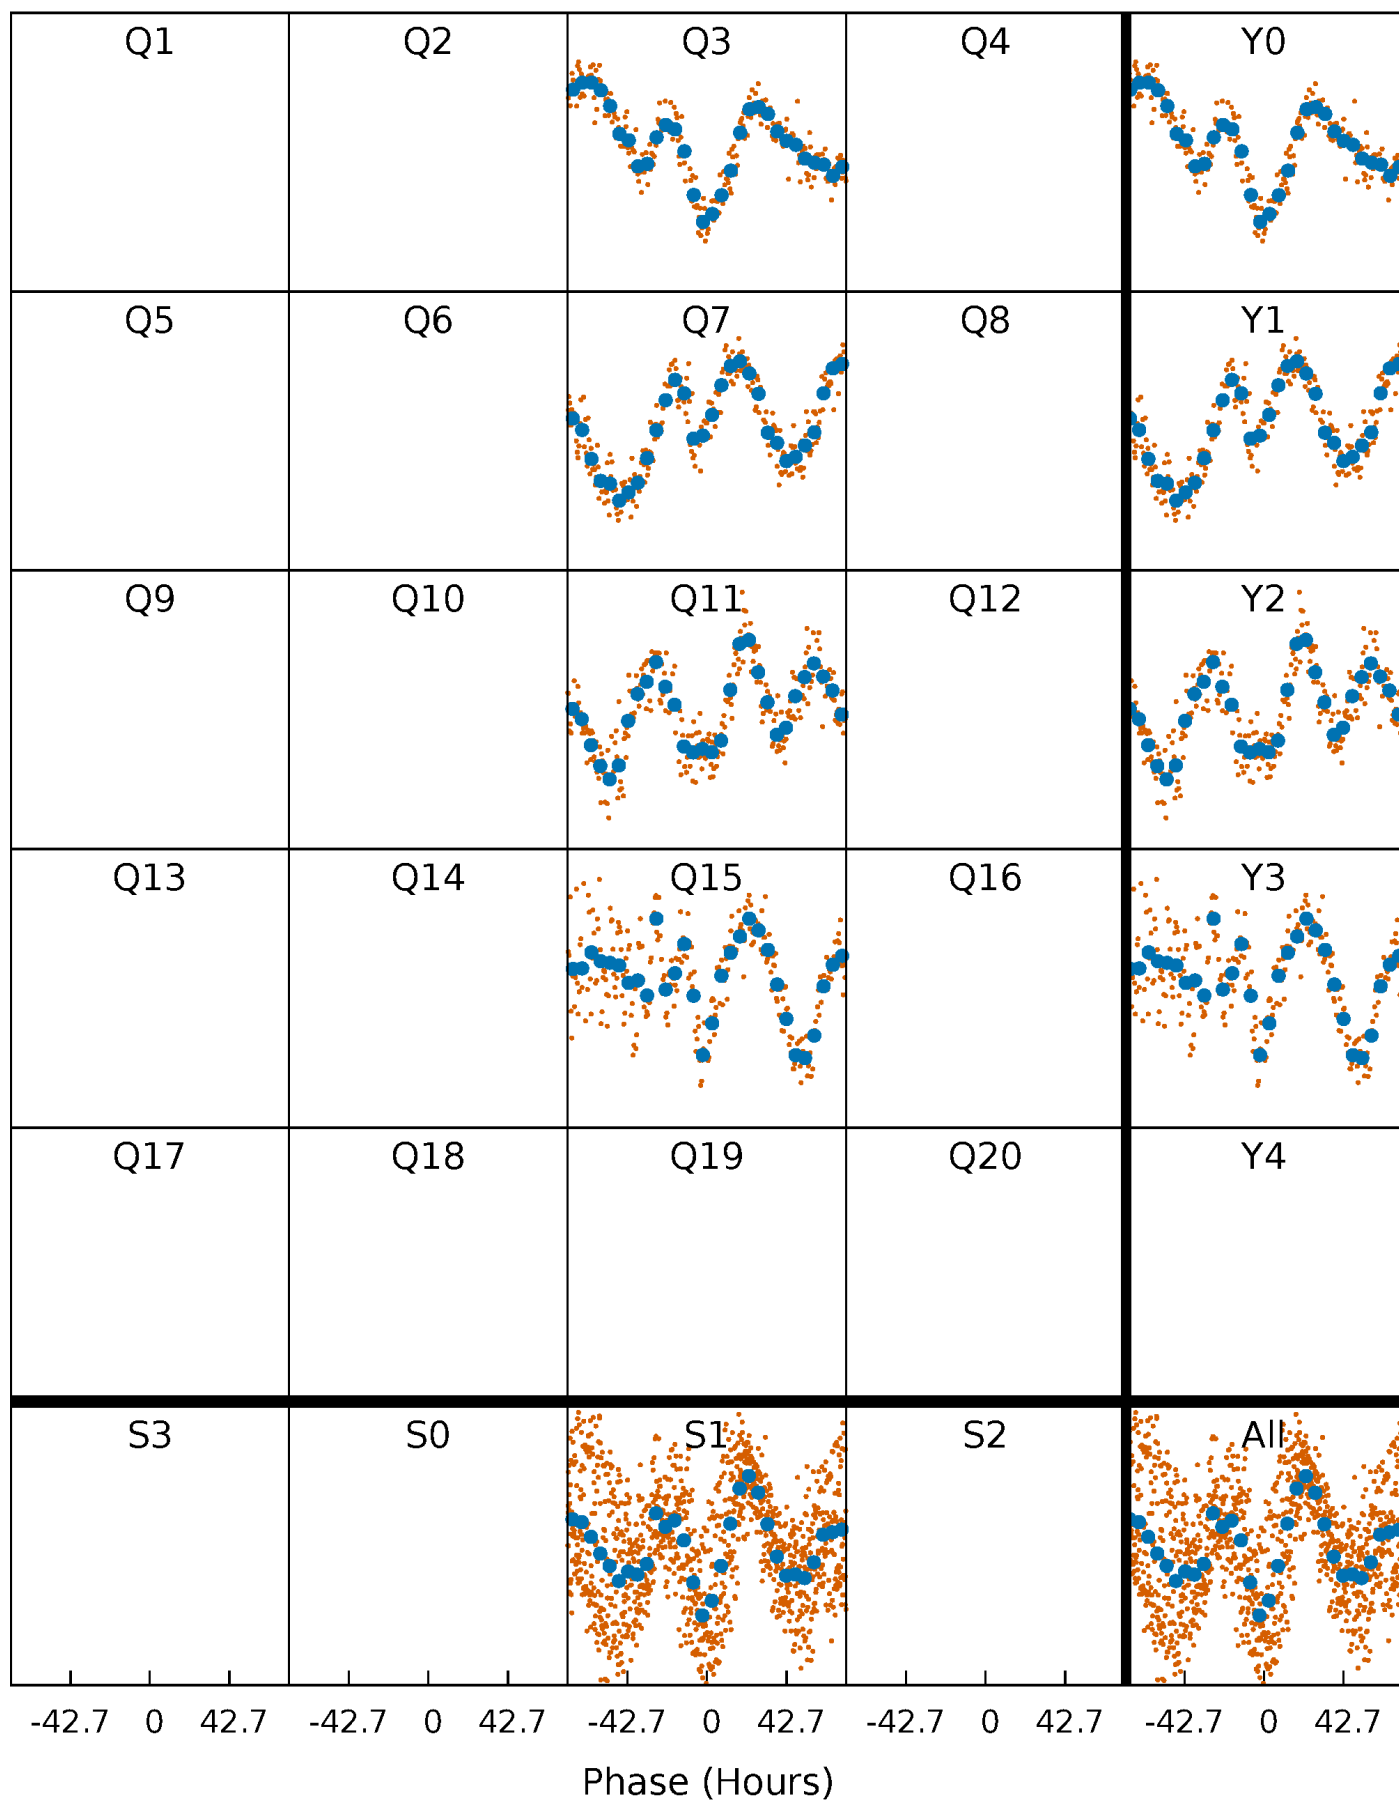 Q1 Q2 Q3 Q4 Y0
Q5 Q6 Q7 Q8 Y1
Q9 Q10 Q11 Q12 Y2
Q13 Q14 Q15 Q16 Y3
Q17 Q18 Q19 Q20 Y4
S3 S0 S1 S2 All
-42.7 0 42.7 -42.7 0 42.7 -42.7 0 42.7 -42.7 0 42.7 -42.7 0 42.7
Phase (Hours)